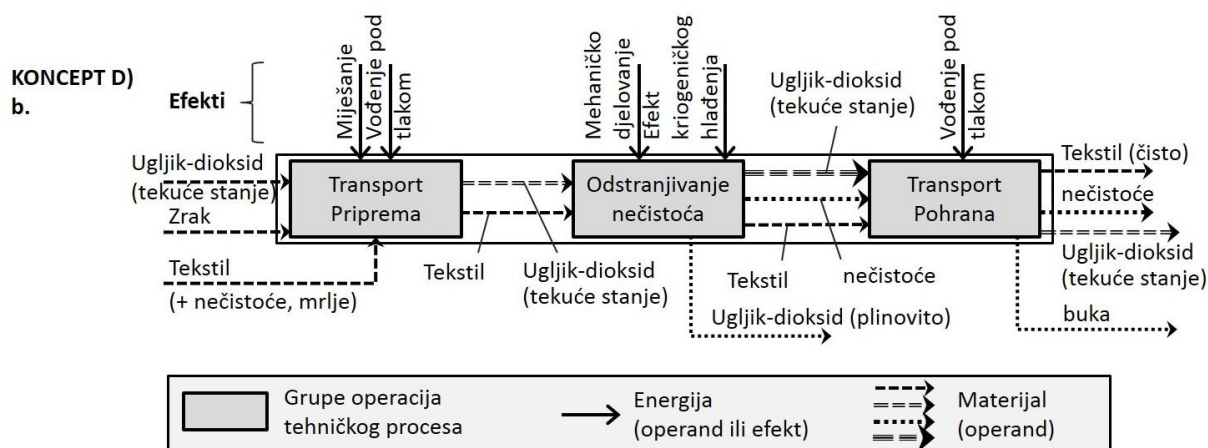 KONCEPT D)
b.
Efekti
Miješanje
Vođenje pod
tlakom
Mehaničko
djelovanje
Efekt
kriogeničkog
hlađenja
Ugljik-dioksid
(tekuće stanje)
Vođenje pod
tlakom
Ugljik-dioksid
(tekuće stanje)
Zrak
Tekstil
(+ nečistoće, mrlje)
Transport
Priprema
Tekstil
Ugljik-dioksid
(tekuće stanje)
Odstranjivanje
nečistoća
Tekstil
nečistoće
Ugljik-dioksid (plinovito)
Transport
Pohrana
Tekstil (čisto)
nečistoće
Ugljik-dioksid
(tekuće stanje)
buka
Grupe operacija
tehničkog procesa
Energija
(operand ili efekt)
Materijal
(operand)